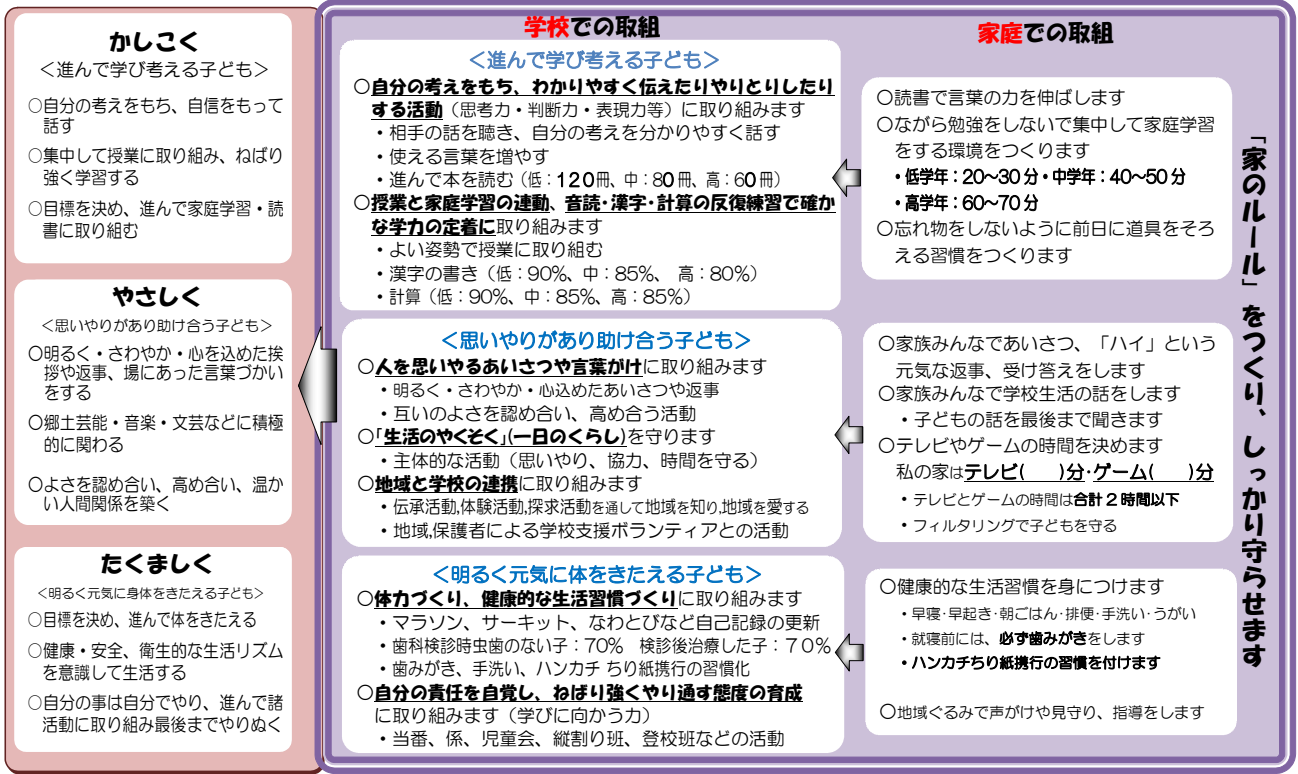 かしこく
＜進んで学び考える子ども＞
○自分の考えをもち、自信をもって
話す
○集中して授業に取り組み、ねばり
強く学習する
○目標を決め、進んで家庭学習・読
書に取り組む
やさしく
＜思いやりがあり助け合う子ども＞
○明るく・さわやか・心を込めた挨
拶や返事、場にあった言葉づかい
をする
○郷土芸能・音楽・文芸などに積極
的に関わる
○よさを認め合い、高め合い、温か
い人間関係を築く
たくましく
＜明るく元気に身体をきたえる子ども＞
○目標を決め、進んで体をきたえる
○健康・安全、衛生的な生活リズム
を意識して生活する
○自分の事は自分でやり、進んで諸
活動に取り組み最後までやりぬく
学校での取組
＜進んで学び考える子ども＞
○自分の考えをもち、わかりやすく伝えたりやりとりしたり
する活動（思考力・判断力・表現力等）に取り組みます
・相手の話を聴き、自分の考えを分かりやすく話す
・使える言葉を増やす
・進んで本を読む（低：120冊、中：80冊、高：60冊）
○授業と家庭学習の連動、音読・漢字・計算の反復練習で確か
な学力の定着に取り組みます
・よい姿勢で授業に取り組む
・漢字の書き（低：90％、中：85％、 高：80％）
・計算（低：90％、中：85％、高：85％）
＜思いやりがあり助け合う子ども＞
○人を思いやるあいさつや言葉がけに取り組みます
・明るく・さわやか・心込めたあいさつや返事
・互いのよさを認め合い、高め合う活動
○「生活のやくそく」(一日のくらし)を守ります
・主体的な活動（思いやり、協力、時間を守る）
○地域と学校の連携に取り組みます
・伝承活動,体験活動,探求活動を通して地域を知り,地域を愛する
・地域,保護者による学校支援ボランティアとの活動
＜明るく元気に体をきたえる子ども＞
○体力づくり、健康的な生活習慣づくりに取り組みます
・マラソン、サーキット、なわとびなど自己記録の更新
・歯科検診時虫歯のない子：70％ 検診後治療した子：７０％
・歯みがき、手洗い、ハンカチ ちり紙携行の習慣化
○自分の責任を自覚し、ねばり強くやり通す態度の育成
に取り組みます（学びに向かう力）
・当番、係、児童会、縦割り班、登校班などの活動
家庭での取組
○読書で言葉の力を伸ばします
○ながら勉強をしないで集中して家庭学習
をする環境をつくります
・低学年：20～30分・中学年：40～50分
・高学年：60～70分
○忘れ物をしないように前日に道具をそろ
える習慣をつくります
○家族みんなであいさつ、「ハイ」という
元気な返事、受け答えをします
○家族みんなで学校生活の話をします
・子どもの話を最後まで聞きます
○テレビやゲームの時間を決めます
私の家はテレビ(　　)分・ゲーム(　　)分
・テレビとゲームの時間は合計２時間以下
・フィルタリングで子どもを守る
○健康的な生活習慣を身につけます
・早寝・早起き・朝ごはん・排便・手洗い・うがい
・就寝前には、必ず歯みがきをします
・ハンカチちり紙携行の習慣を付けます
○地域ぐるみで声がけや見守り、指導をします
「家のルール」をつくり、しっかり守らせます